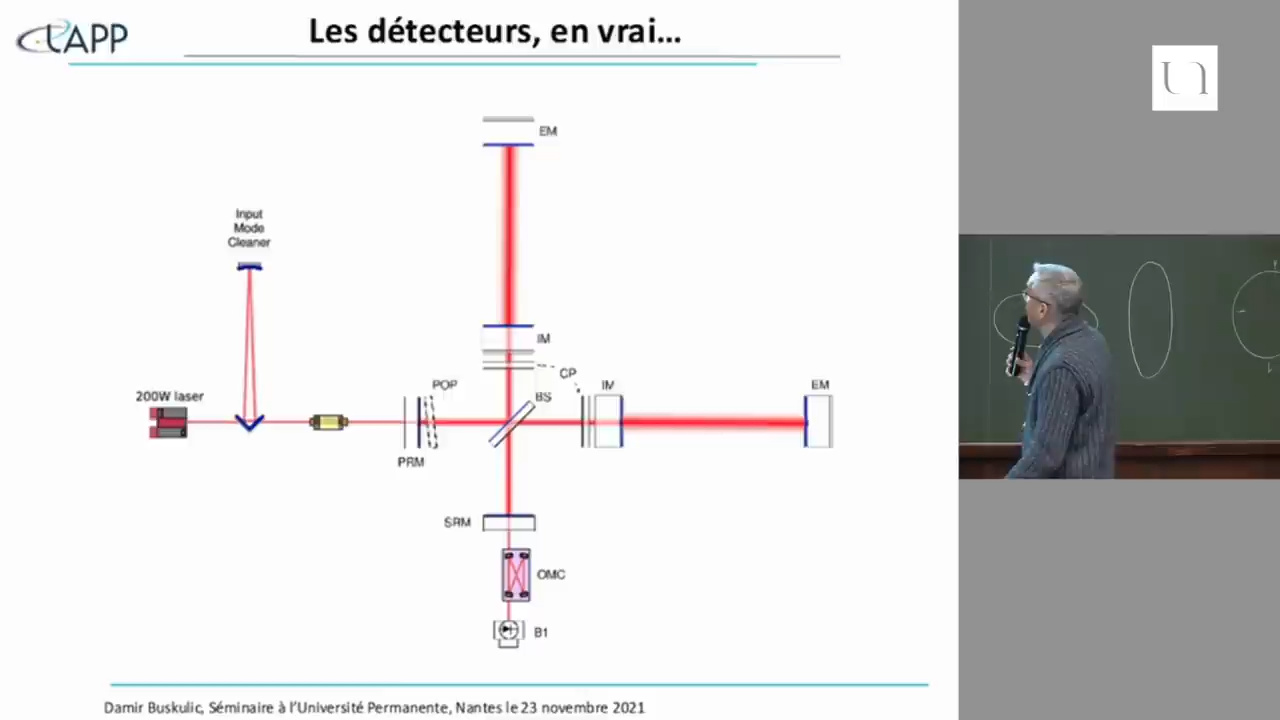 LAPP
Les détecteurs, en vrai...
EM
Input
Mode
Cleaner
IM
CP
200W laser
POP
BS
IM
EM
PRM
SRM
OMC
B1
Damir Buskulic, Séminaire à l'Université Permanente, Nantes le 23 novembre 2021